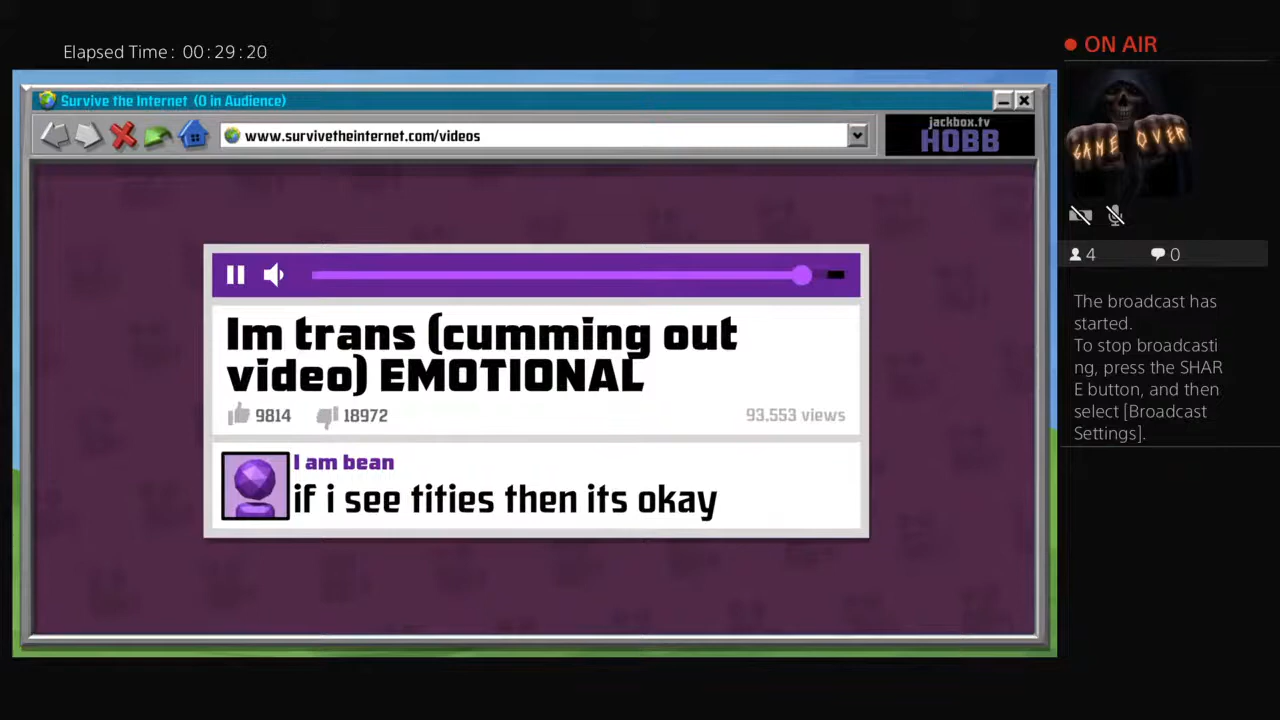 Elapsed Time: 00:29:20
ON AIR
Survive the Internet (0 in Audience)
www.survivetheinternet.com/videos
jackbox.tv
HOBB
GAME OVER
4
0
The broadcast has
started.
To stop broadcasti
ng, press the SHAR
E button, and then
select [Broadcast
Settings].
Im trans (cumming out
video) EMOTIONAL
9814
18972
93,553 views
I am bean
if i see tities then its okay